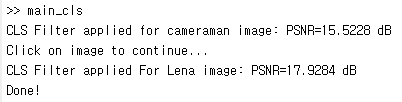 >> main_cls
CLS Filter applied for cameraman image: PSNR=15.5228 dB
Click on image to continue...
CLS Filter applied For Lena image: PSNR=17.9284 dB
Done!